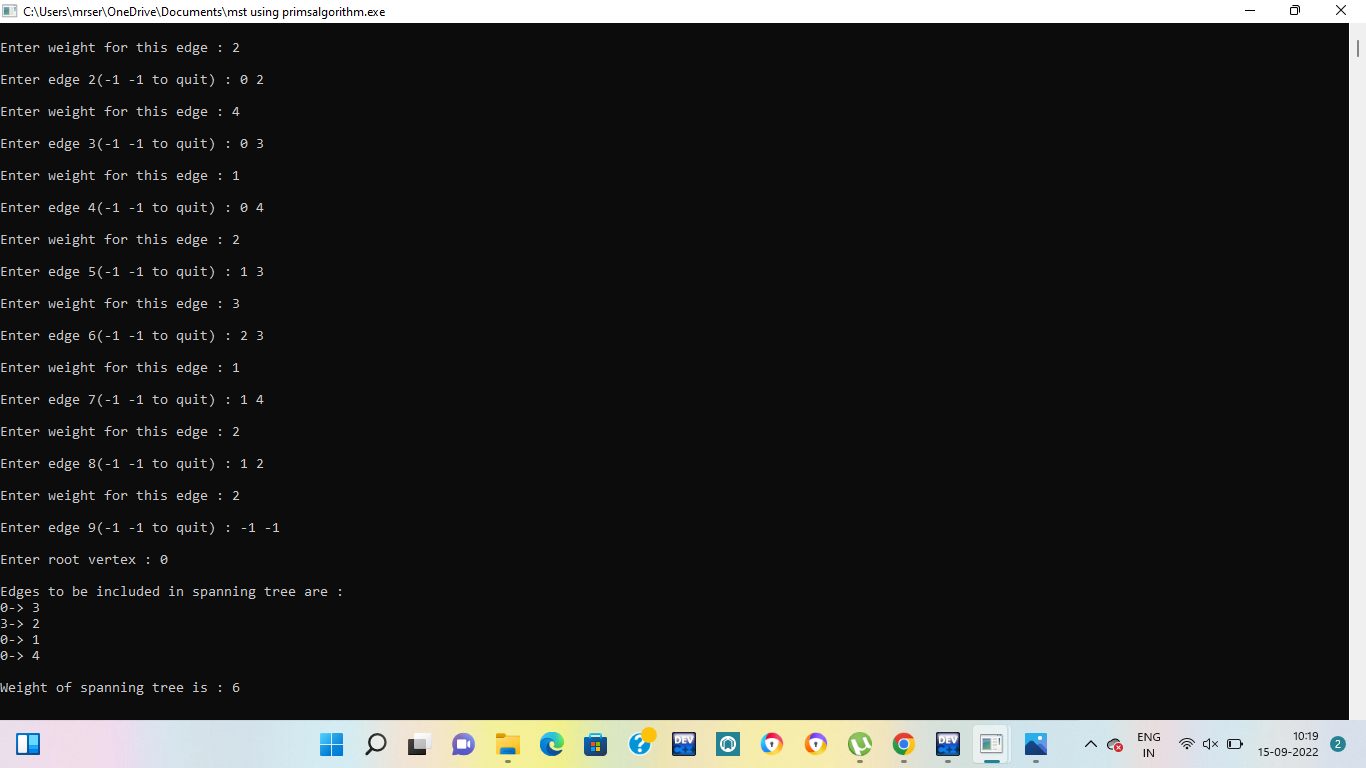 C:\Users\mrser\OneDrive\Documents\mst using primsalgorithm.exe
Enter weight for this edge : 2
Enter edge 2(-1 -1 to quit) : 0 2
Enter weight for this edge : 4
Enter edge 3(-1 -1 to quit) : 0 3
Enter weight for this edge : 1
Enter edge 4(-1 -1 to quit) : 0 4
Enter weight for this edge : 2
Enter edge 5(-1 -1 to quit) : 1 3
Enter weight for this edge : 3
Enter edge 6(-1 -1 to quit) : 2 3
Enter weight for this edge : 1
Enter edge 7(-1 -1 to quit) : 1 4
Enter weight for this edge : 2
Enter edge 8(-1 -1 to quit) : 1 2
Enter weight for this edge : 2
Enter edge 9(-1 -1 to quit) : -1 -1
Enter root vertex : 0
Edges to be included in spanning tree are :
0-> 3
3-> 2
0-> 1
0-> 4
Weight of spanning tree is : 6
DEV
DEV
ENG
IN
10:19
15-09-2022
2